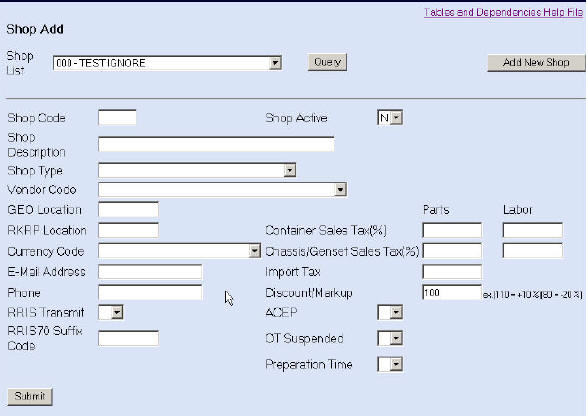 Tables and Dependencies Help File
Shop Add
Shop List 000 - TEST IGNORE Query Add New Shop
Shop Code Shop Active N
Shop Description
Shop Type
Vendor Code
GEO Location Parts Labor
RKRP Location Container Sales Tax(%)
Currency Code Chassis/Genset Sales Tax(%)
E-Mail Address Import Tax
Phone Discount/Markup 100 ex.(110 = +10 %)(80 = -20 %)
RRIS Transmit ACEP
RRIS70 Suffix Code OT Suspended
Preparation Time
Submit